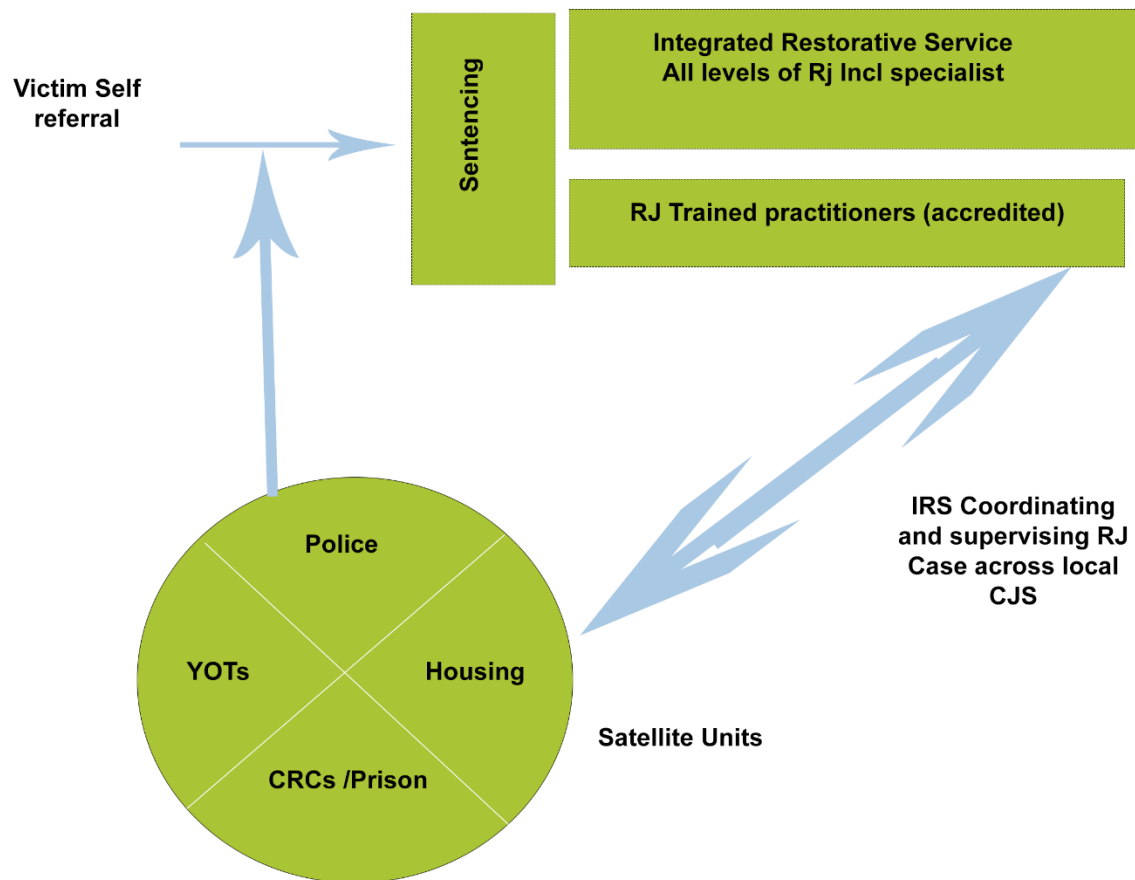 Victim Self
referral
Sentencing
Integrated Restorative Service
All levels of Rj Incl specialist
RJ Trained practitioners (accredited)
IRS Coordinating
and supervising RJ
Case across local
CJS
Police
YOTs
Housing
CRCs /Prison
Satellite Units